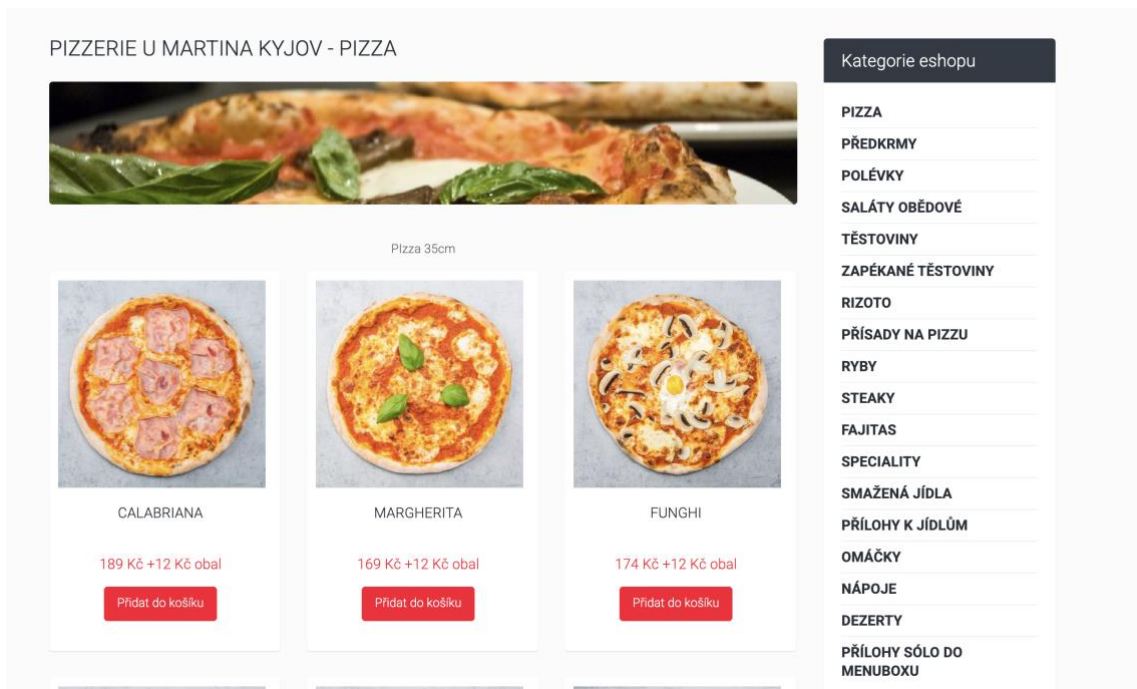 PIZZERIE U MARTINA KYJOV - PIZZA
PIzza 35cm
CALABRIANA
189 Kč +12 Kč obal
Přidat do košíku
MARGHERITA
169 Kč +12 Kč obal
Přidat do košíku
FUNGHI
174 Kč +12 Kč obal
Přidat do košíku
Kategorie eshopu
PIZZA
PŘEDKRMY
POLÉVKY
SALÁTY OBĚDOVÉ
TĚSTOVINY
ZAPÉKANÉ TĚSTOVINY
RIZOTO
PŘÍSADY NA PIZZU
RYBY
STEAKY
FAJITAS
SPECIALITY
SMAŽENÁ JÍDLA
PŘÍLOHY K JÍDLŮM
OMÁČKY
NÁPOJE
DEZERTY
PŘÍLOHY SÓLO DO
MENUBOXU